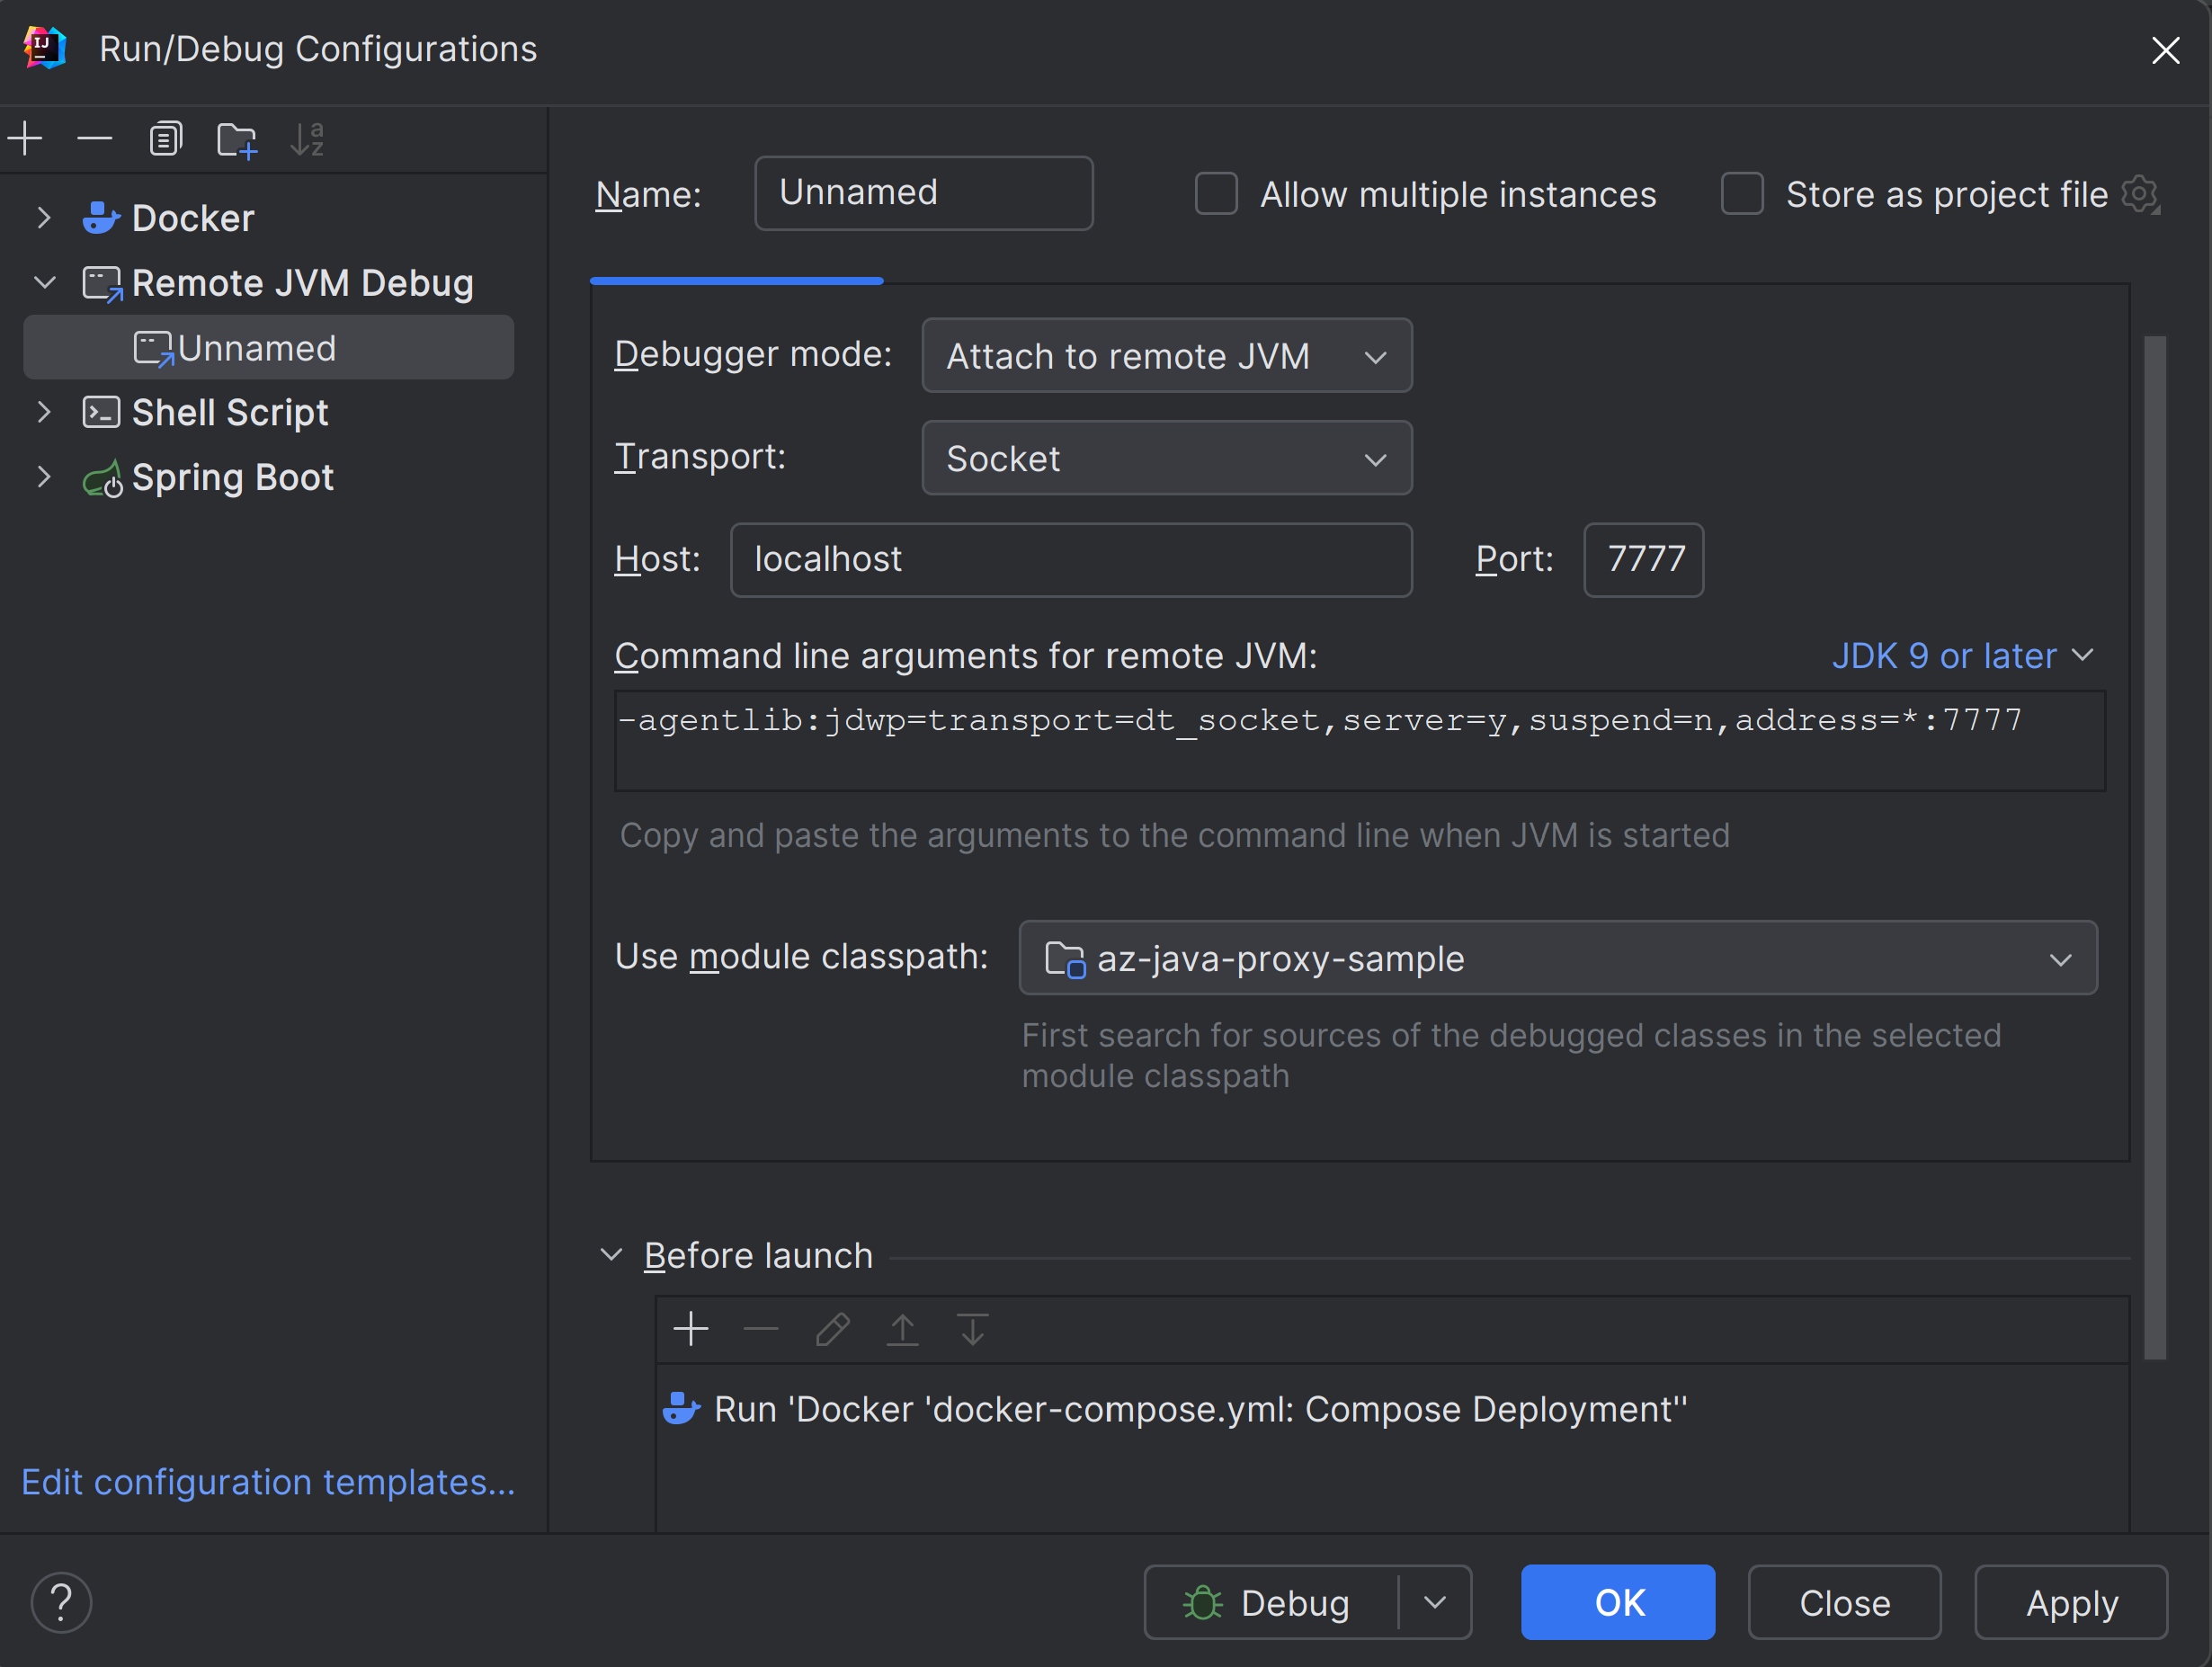 Run/Debug Configurations
Docker
Remote JVM Debug
Unnamed
Shell Script
Spring Boot
Edit configuration templates...
Name: Unnamed Allow multiple instances Store as project file
Debugger mode: Attach to remote JVM
Transport: Socket
Host: localhost Port: 7777
Command line arguments for remote JVM: JDK 9 or later
-agentlib:jdwp=transport=dt_socket,server=y,suspend=n,address=*:7777
Copy and paste the arguments to the command line when JVM is started
Use module classpath: az-java-proxy-sample
First search for sources of the debugged classes in the selected
module classpath
Before launch
Run 'Docker 'docker-compose.yml: Compose Deployment''
? Debug OK Close Apply